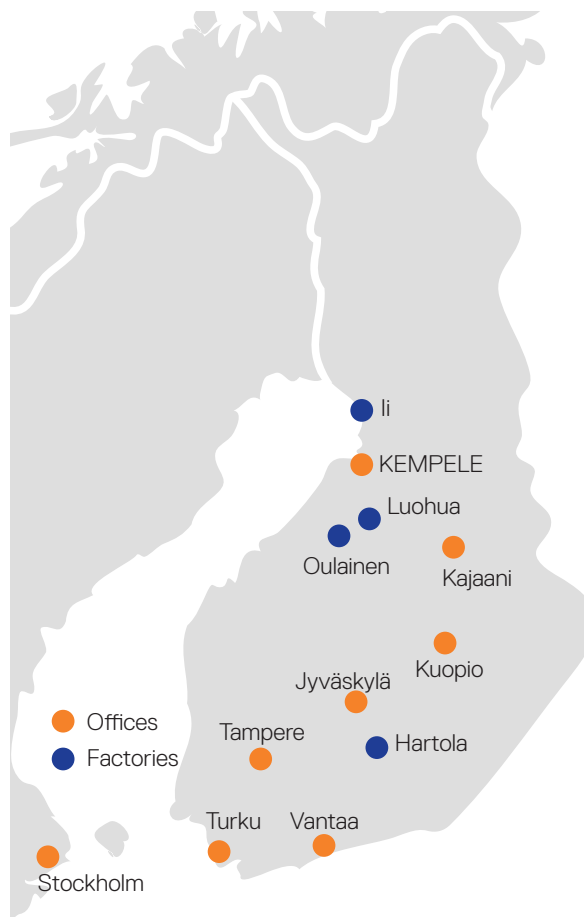 Ii
KEMPELE
Luohua
Oulainen
Kajaani
Kuopio
Jyväskylä
Offices
Tampere
Hartola
Factories
Turku
Vantaa
Stockholm